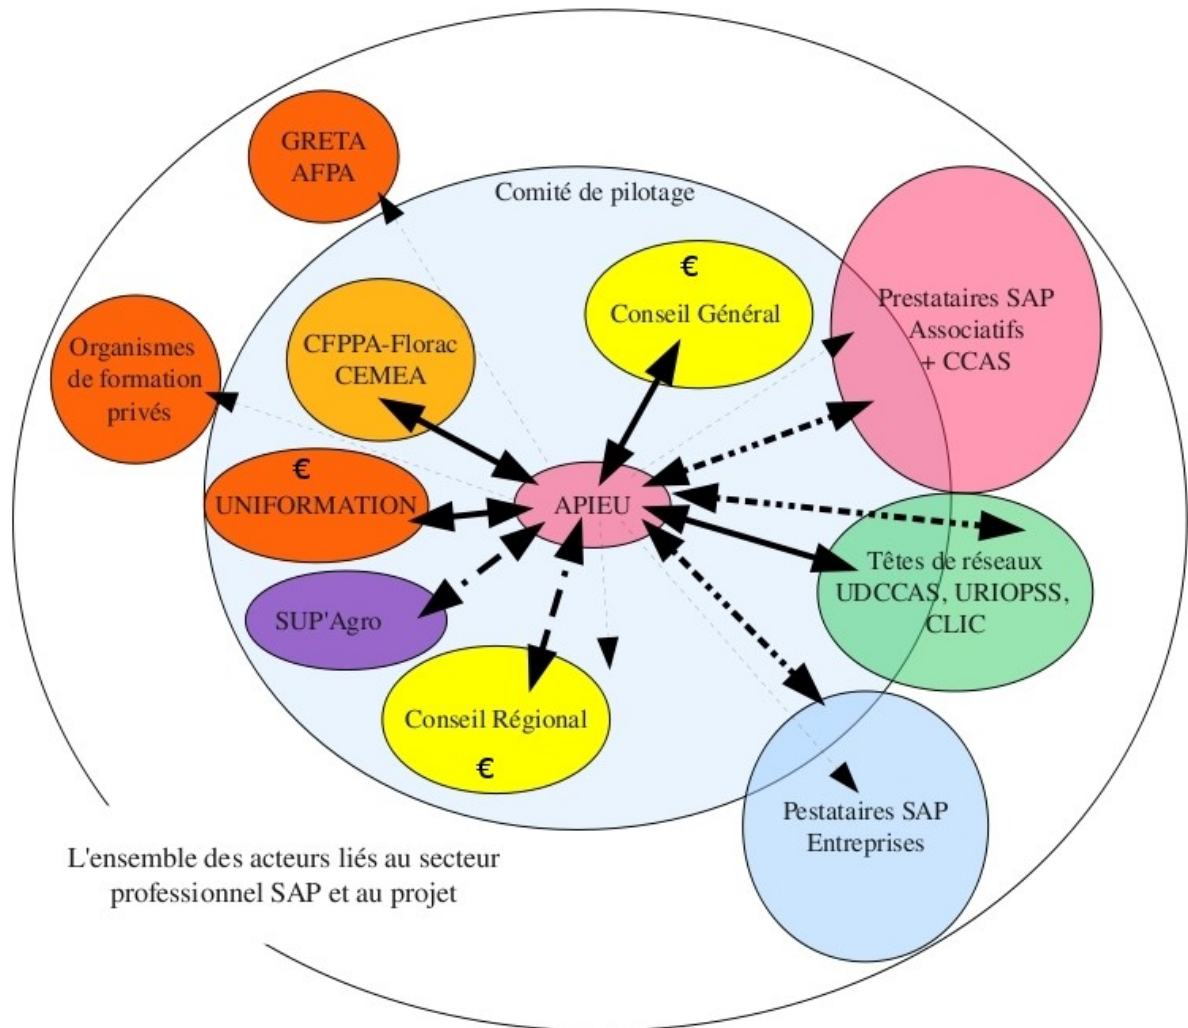 GRETA
AFPA
Comité de pilotage
€
Conseil Général
Prestataires SAP
Associatifs
+ CCAS
CFPPA-Florac
CEMEA
Organismes
de formation
privés
€
UNIFORMATION
APIEU
Têtes de réseaux
UDCCAS, URIOPSS,
CLIC
SUP'Agro
Conseil Régional
€
Pestataires SAP
Entreprises
L'ensemble des acteurs liés au secteur
professionnel SAP et au projet